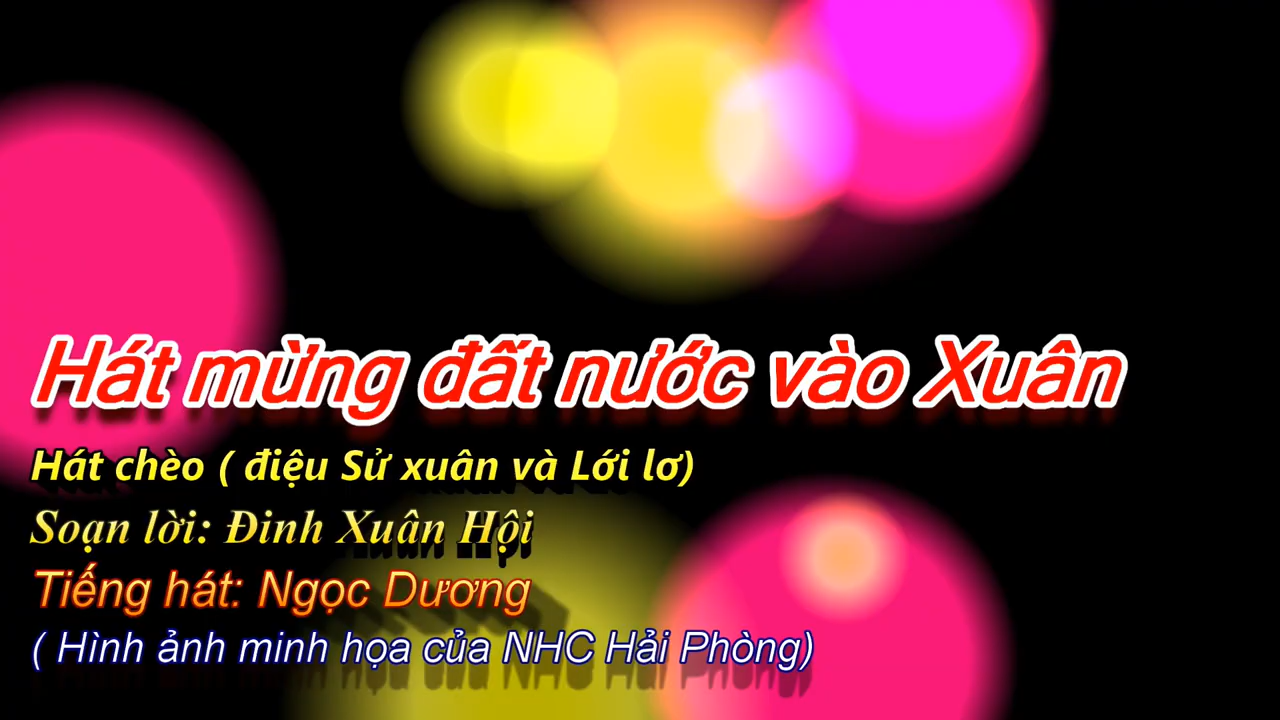 Hát mừng đất nước vào Xuân
Hát chèo ( điệu Sử xuân và Lới lơ)
Soạn lời: Đinh Xuân Hội
Tiếng hát: Ngọc Dương
( Hình ảnh minh họa của NHC Hải Phòng)